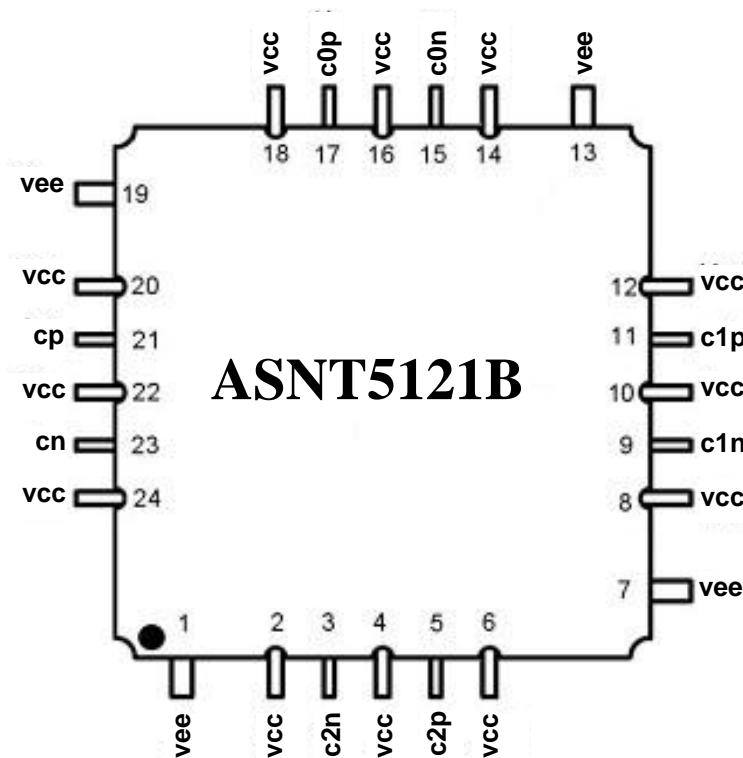 vcc c0p vcc c0n vcc vee
18 17 16 15 14 13
vee 19
vcc 20 12 vcc
cp 21 11 c1p
vcc 22 ASNT5121B 10 vcc
cn 23 9 c1n
vcc 24 8 vcc
7 vee
1 2 3 4 5 6
vee vcc c2n vcc c2p vcc